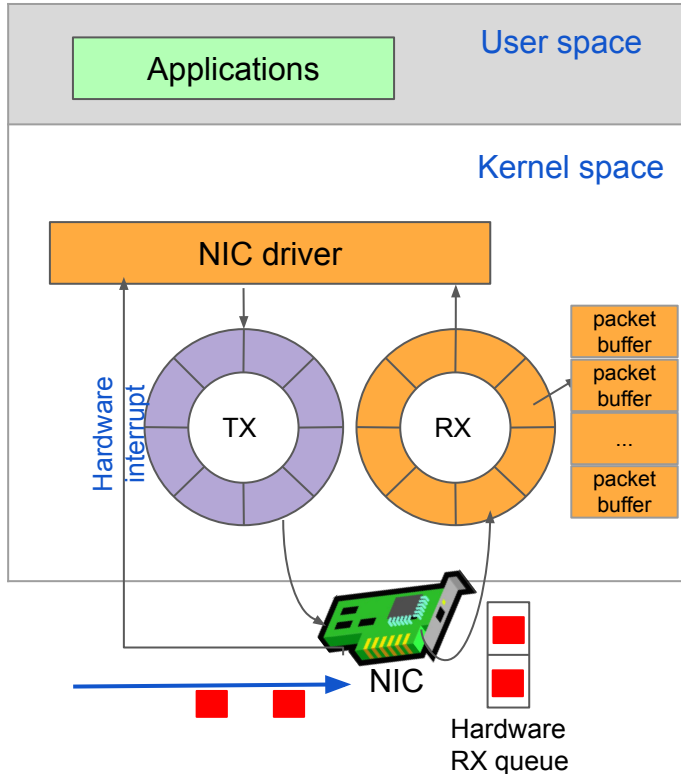 User space
Applications
Kernel space
NIC driver
packet
buffer
packet
buffer
...
packet
buffer
Hardware
interrupt
TX
RX
NIC
Hardware
RX queue